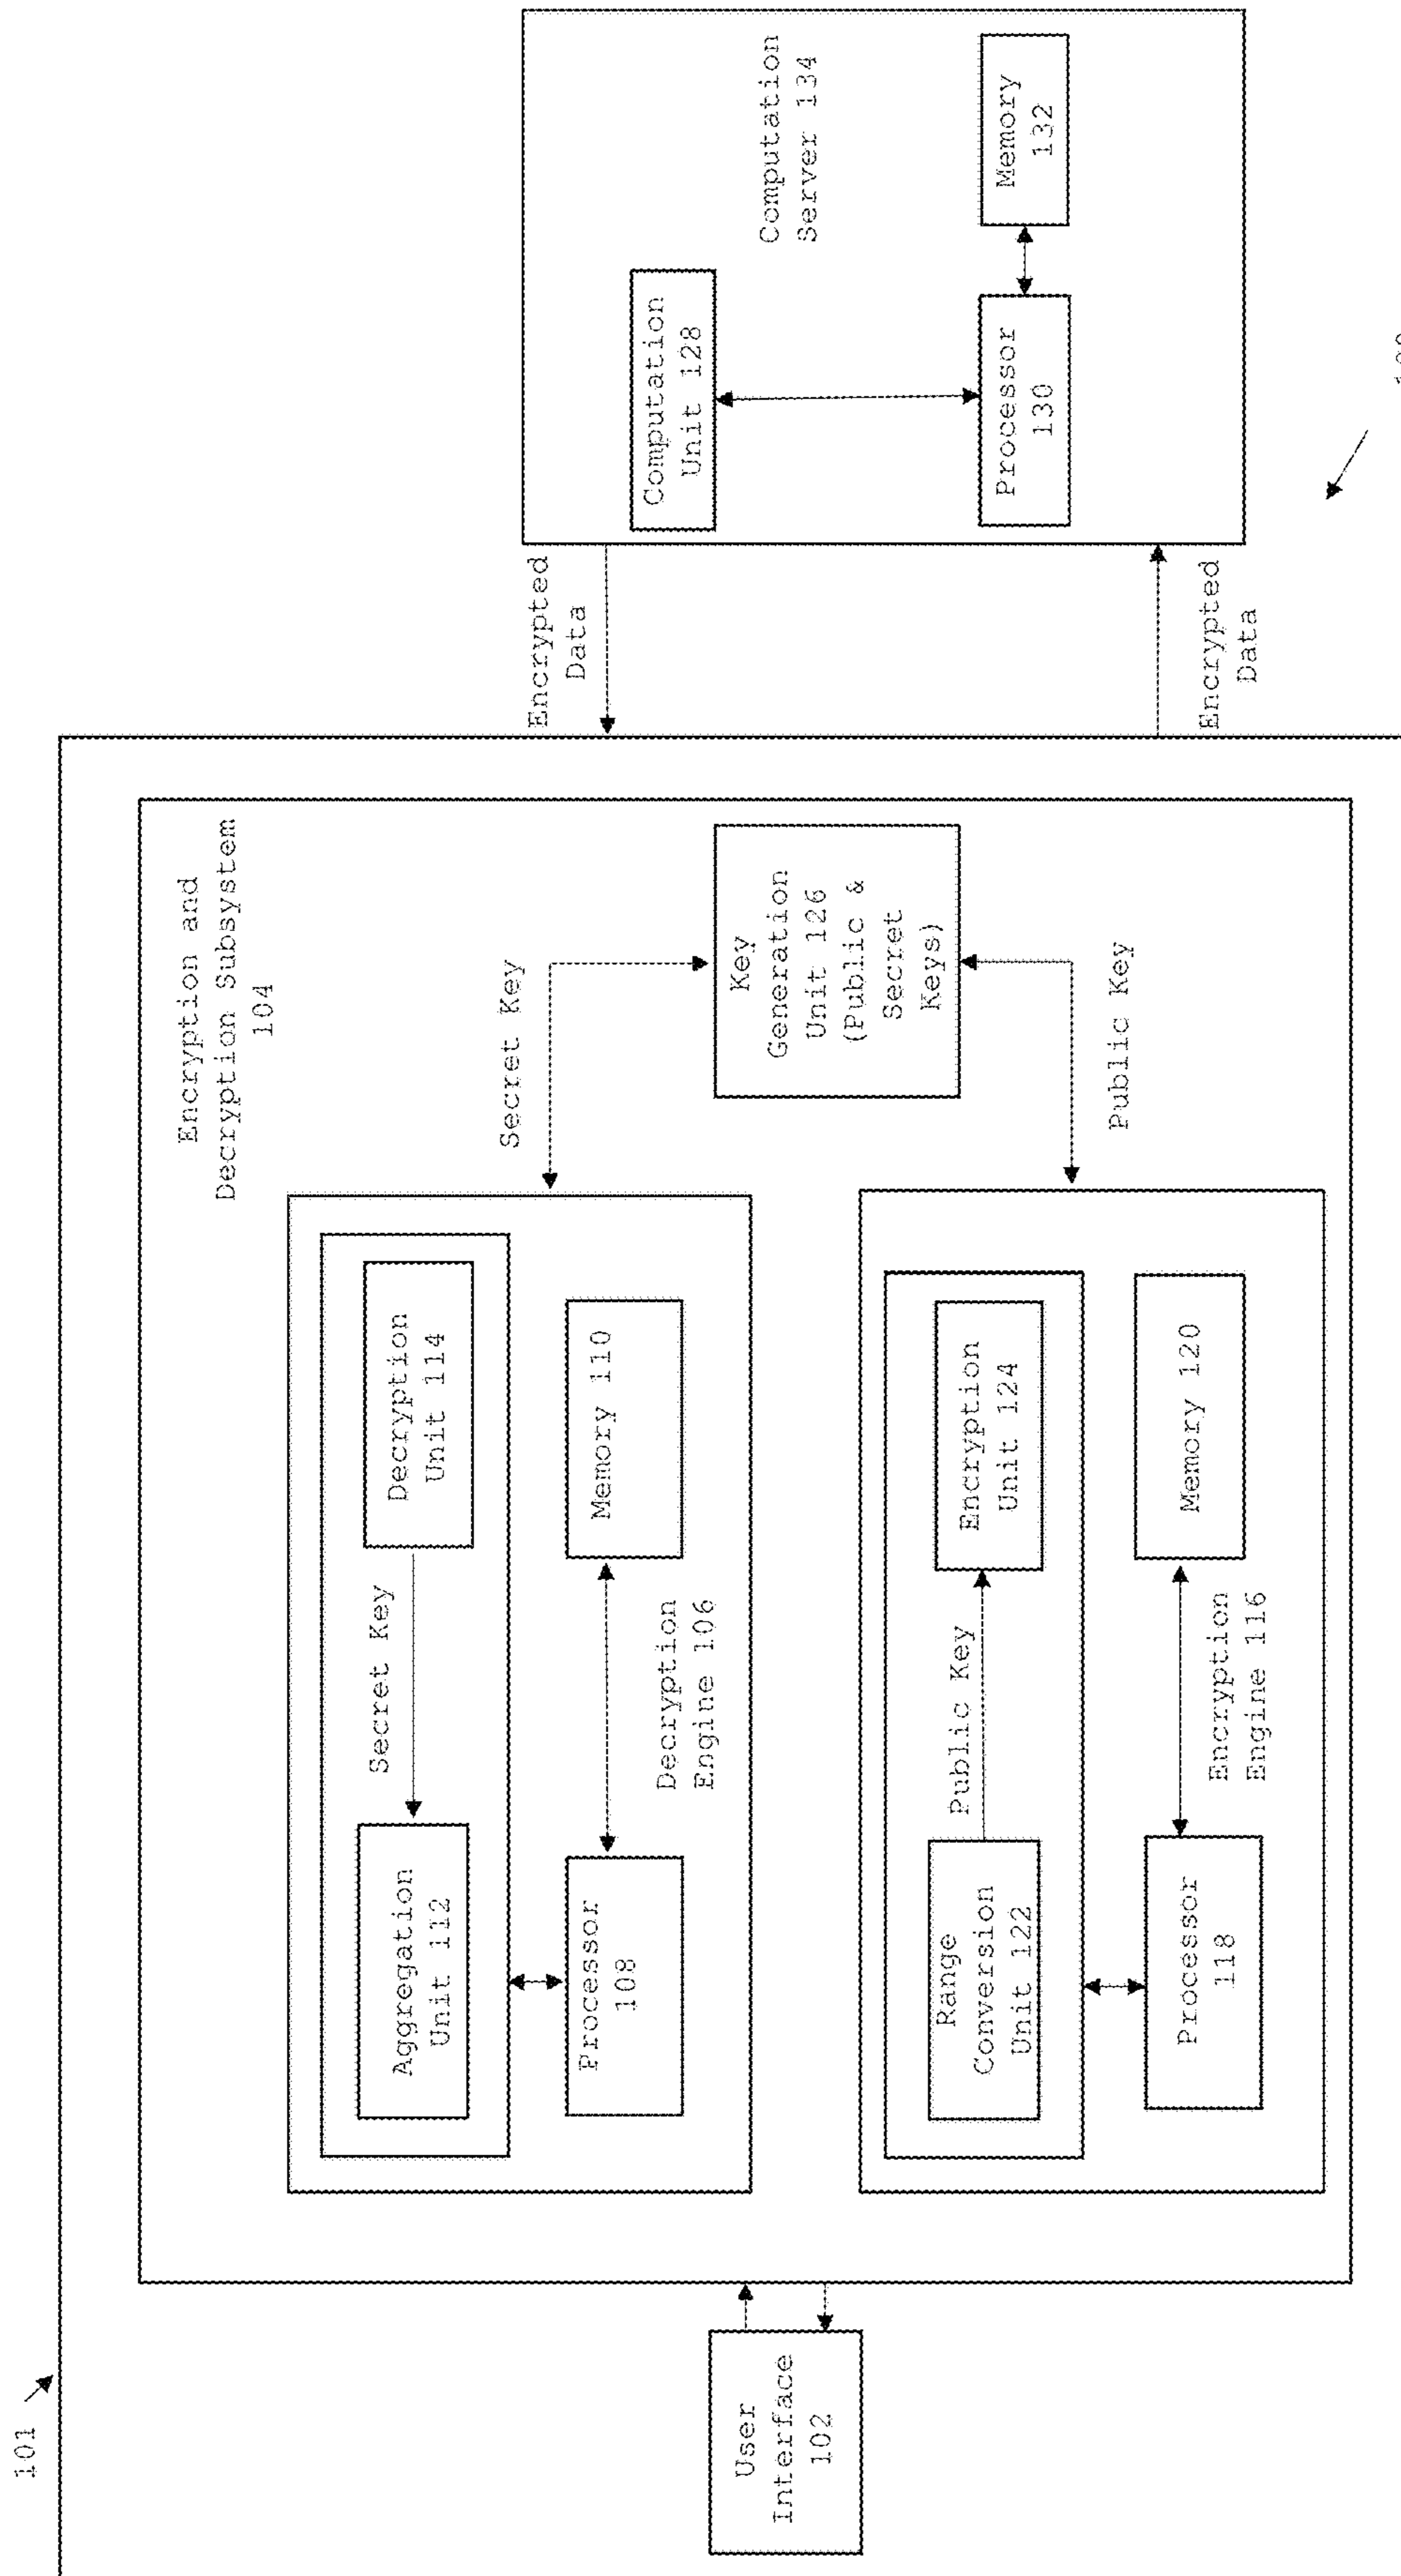 101
User
Interface
102
Encryption and
Decryption Subsystem
104
Aggregation
Unit 112
Secret Key
Decryption
Unit 114
Processor
108
Memory 110
Decryption
Engine 106
Secret Key
Key
Generation
Unit 126
(Public &
Secret
Keys)
Public Key
Range
Conversion
Unit 122
Public Key
Encryption
Unit 124
Processor
118
Memory 120
Encryption
Engine 116
Encrypted
Data
Encrypted
Data
Computation
Server 134
Computation
Unit 128
Processor
130
Memory
132